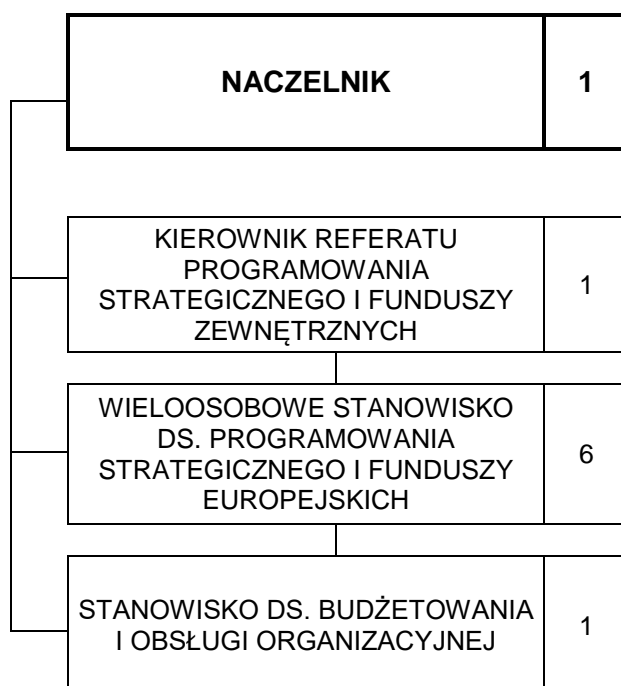 NACZELNIK 1
KIEROWNIK REFERATU
PROGRAMOWANIA
STRATEGICZNEGO I FUNDUSZY
ZEWNĘTRZNYCH
1
WIELOOSOBOWE STANOWISKO
DS. PROGRAMOWANIA
STRATEGICZNEGO I FUNDUSZY
EUROPEJSKICH
6
STANOWISKO DS. BUDŻETOWANIA
I OBSŁUGI ORGANIZACYJNEJ
1